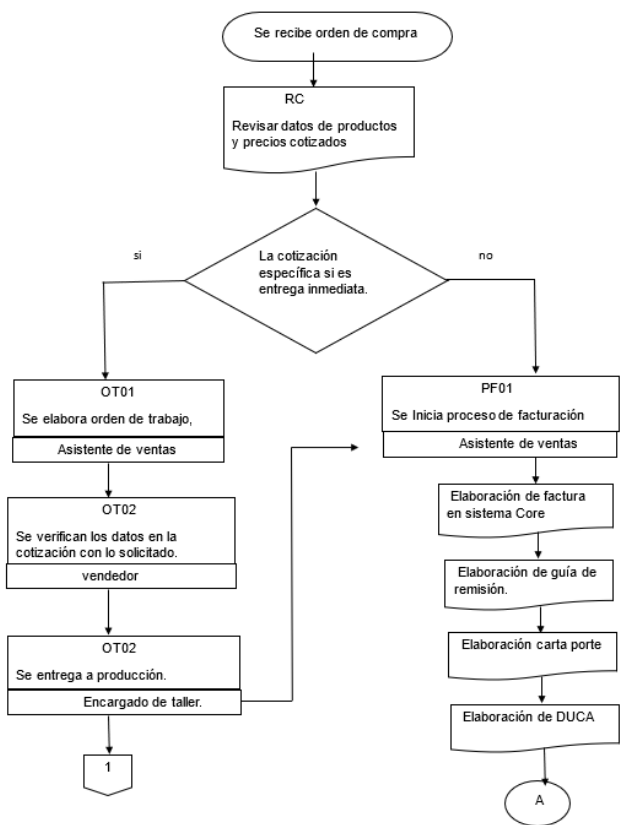 Se recibe orden de compra
RC
Revisar datos de productos
y precios cotizados
La cotización
específica si es
entrega inmediata.
si
no
OT01
Se elabora orden de trabajo,
Asistente de ventas
OT02
Se verifican los datos en la
cotización con lo solicitado.
vendedor
OT02
Se entrega a producción.
Encargado de taller.
1
PF01
Se Inicia proceso de facturación
Asistente de ventas
Elaboración de factura
en sistema Core
Elaboración de guía de
remisión.
Elaboración carta porte
Elaboración de DUCA
A